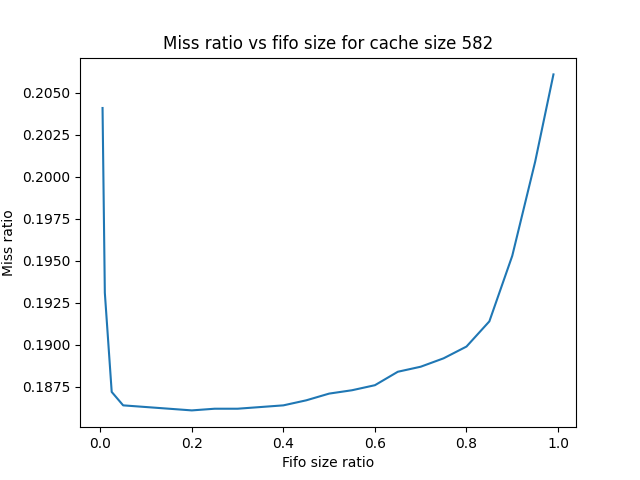 Miss ratio vs fifo size for cache size 582
0.2050
0.2025
0.2000
0.1975
0.1950
0.1925
0.1900
0.1875
Miss ratio
0.0 0.2 0.4 0.6 0.8 1.0
Fifo size ratio